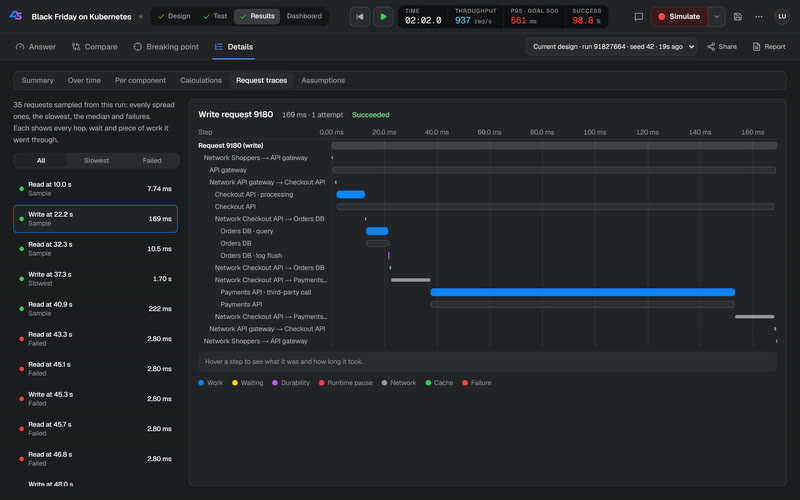 Black Friday on Kubernetes
Design
Test
Results
Dashboard
TIME
02:02.0
THROUGHPUT
937 req/s
P95 · GOAL 500
561 ms
SUCCESS
98.8 %
Simulate
LU
Answer
Compare
Breaking point
Details
Current design · run 91827664 · seed 42 · 19s ago
Share
Report
Summary
Over time
Per component
Calculations
Request traces
Assumptions
35 requests sampled from this run: evenly spread
ones, the slowest, the median and failures.
Each shows every hop, wait and piece of work it
went through.
All
Slowest
Failed
Read at 10.0 s
Sample
7.74 ms
Write at 22.2 s
Sample
169 ms
Read at 32.3 s
Sample
10.5 ms
Write at 37.3 s
Slowest
1.70 s
Read at 40.9 s
Sample
222 ms
Read at 43.3 s
Failed
2.80 ms
Read at 45.1 s
Failed
2.80 ms
Write at 45.3 s
Failed
2.80 ms
Read at 45.7 s
Failed
2.80 ms
Read at 46.8 s
Failed
2.80 ms
Write at 48.0 s
Write request 9180
169 ms · 1 attempt
Succeeded
Step
0.00 ms
20.0 ms
40.0 ms
60.0 ms
80.0 ms
100 ms
120 ms
140 ms
160 ms
Request 9180 (write)
Network Shoppers → API gateway
API gateway
Network API gateway → Checkout API
Checkout API · processing
Checkout API
Network Checkout API → Orders DB
Orders DB · query
Orders DB
Orders DB · log flush
Network Checkout API → Orders DB
Network Checkout API → Payments...
Payments API · third-party call
Payments API
Network Checkout API → Payments...
Network API gateway → Checkout API
Network Shoppers → API gateway
Hover a step to see what it was and how long it took.
Work
Waiting
Durability
Runtime pause
Network
Cache
Failure